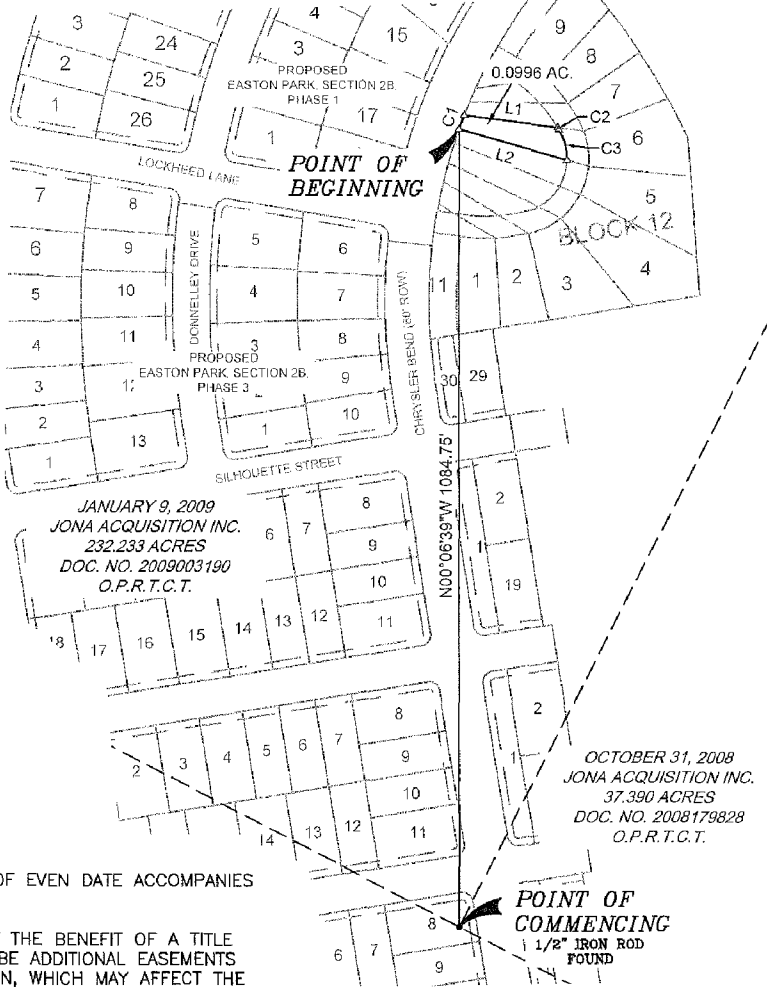 3
24
2
25
1
26
4
15
3
PROPOSED
EASTON PARK, SECTION 2B,
PHASE 1
1
17
9
8
7
6
5
4
3
2
1
11
BLOCK 12
0.0996 AC.
C1
L1
C2
C3
L2
POINT OF
BEGINNING
LOCKHEED LANE
7
8
6
9
5
10
4
11
3
2
13
1
DONNELLEY DRIVE
5
6
4
7
3
8
9
1
10
PROPOSED
EASTON PARK, SECTION 2B,
PHASE 3
CHRYSLER BEND (60' ROW)
30
29
SILHOUETTE STREET
N00°06'39"W 1084.75'
JANUARY 9, 2009
JONA ACQUISITION INC.
232.233 ACRES
DOC. NO. 2009003190
O.P.R.T.C.T.
6
7
8
9
10
11
18
17
16
15
14
13
12
2
1
19
2
3
4
5
6
7
8
9
10
11
14
13
12
2
1
OCTOBER 31, 2008
JONA ACQUISITION INC.
37.390 ACRES
DOC. NO. 2008179828
O.P.R.T.C.T.
OF EVEN DATE ACCOMPANIES
THE BENEFIT OF A TITLE
BE ADDITIONAL EASEMENTS
N, WHICH MAY AFFECT THE
6
7
8
9
POINT OF
COMMENCING
1/2" IRON ROD
FOUND